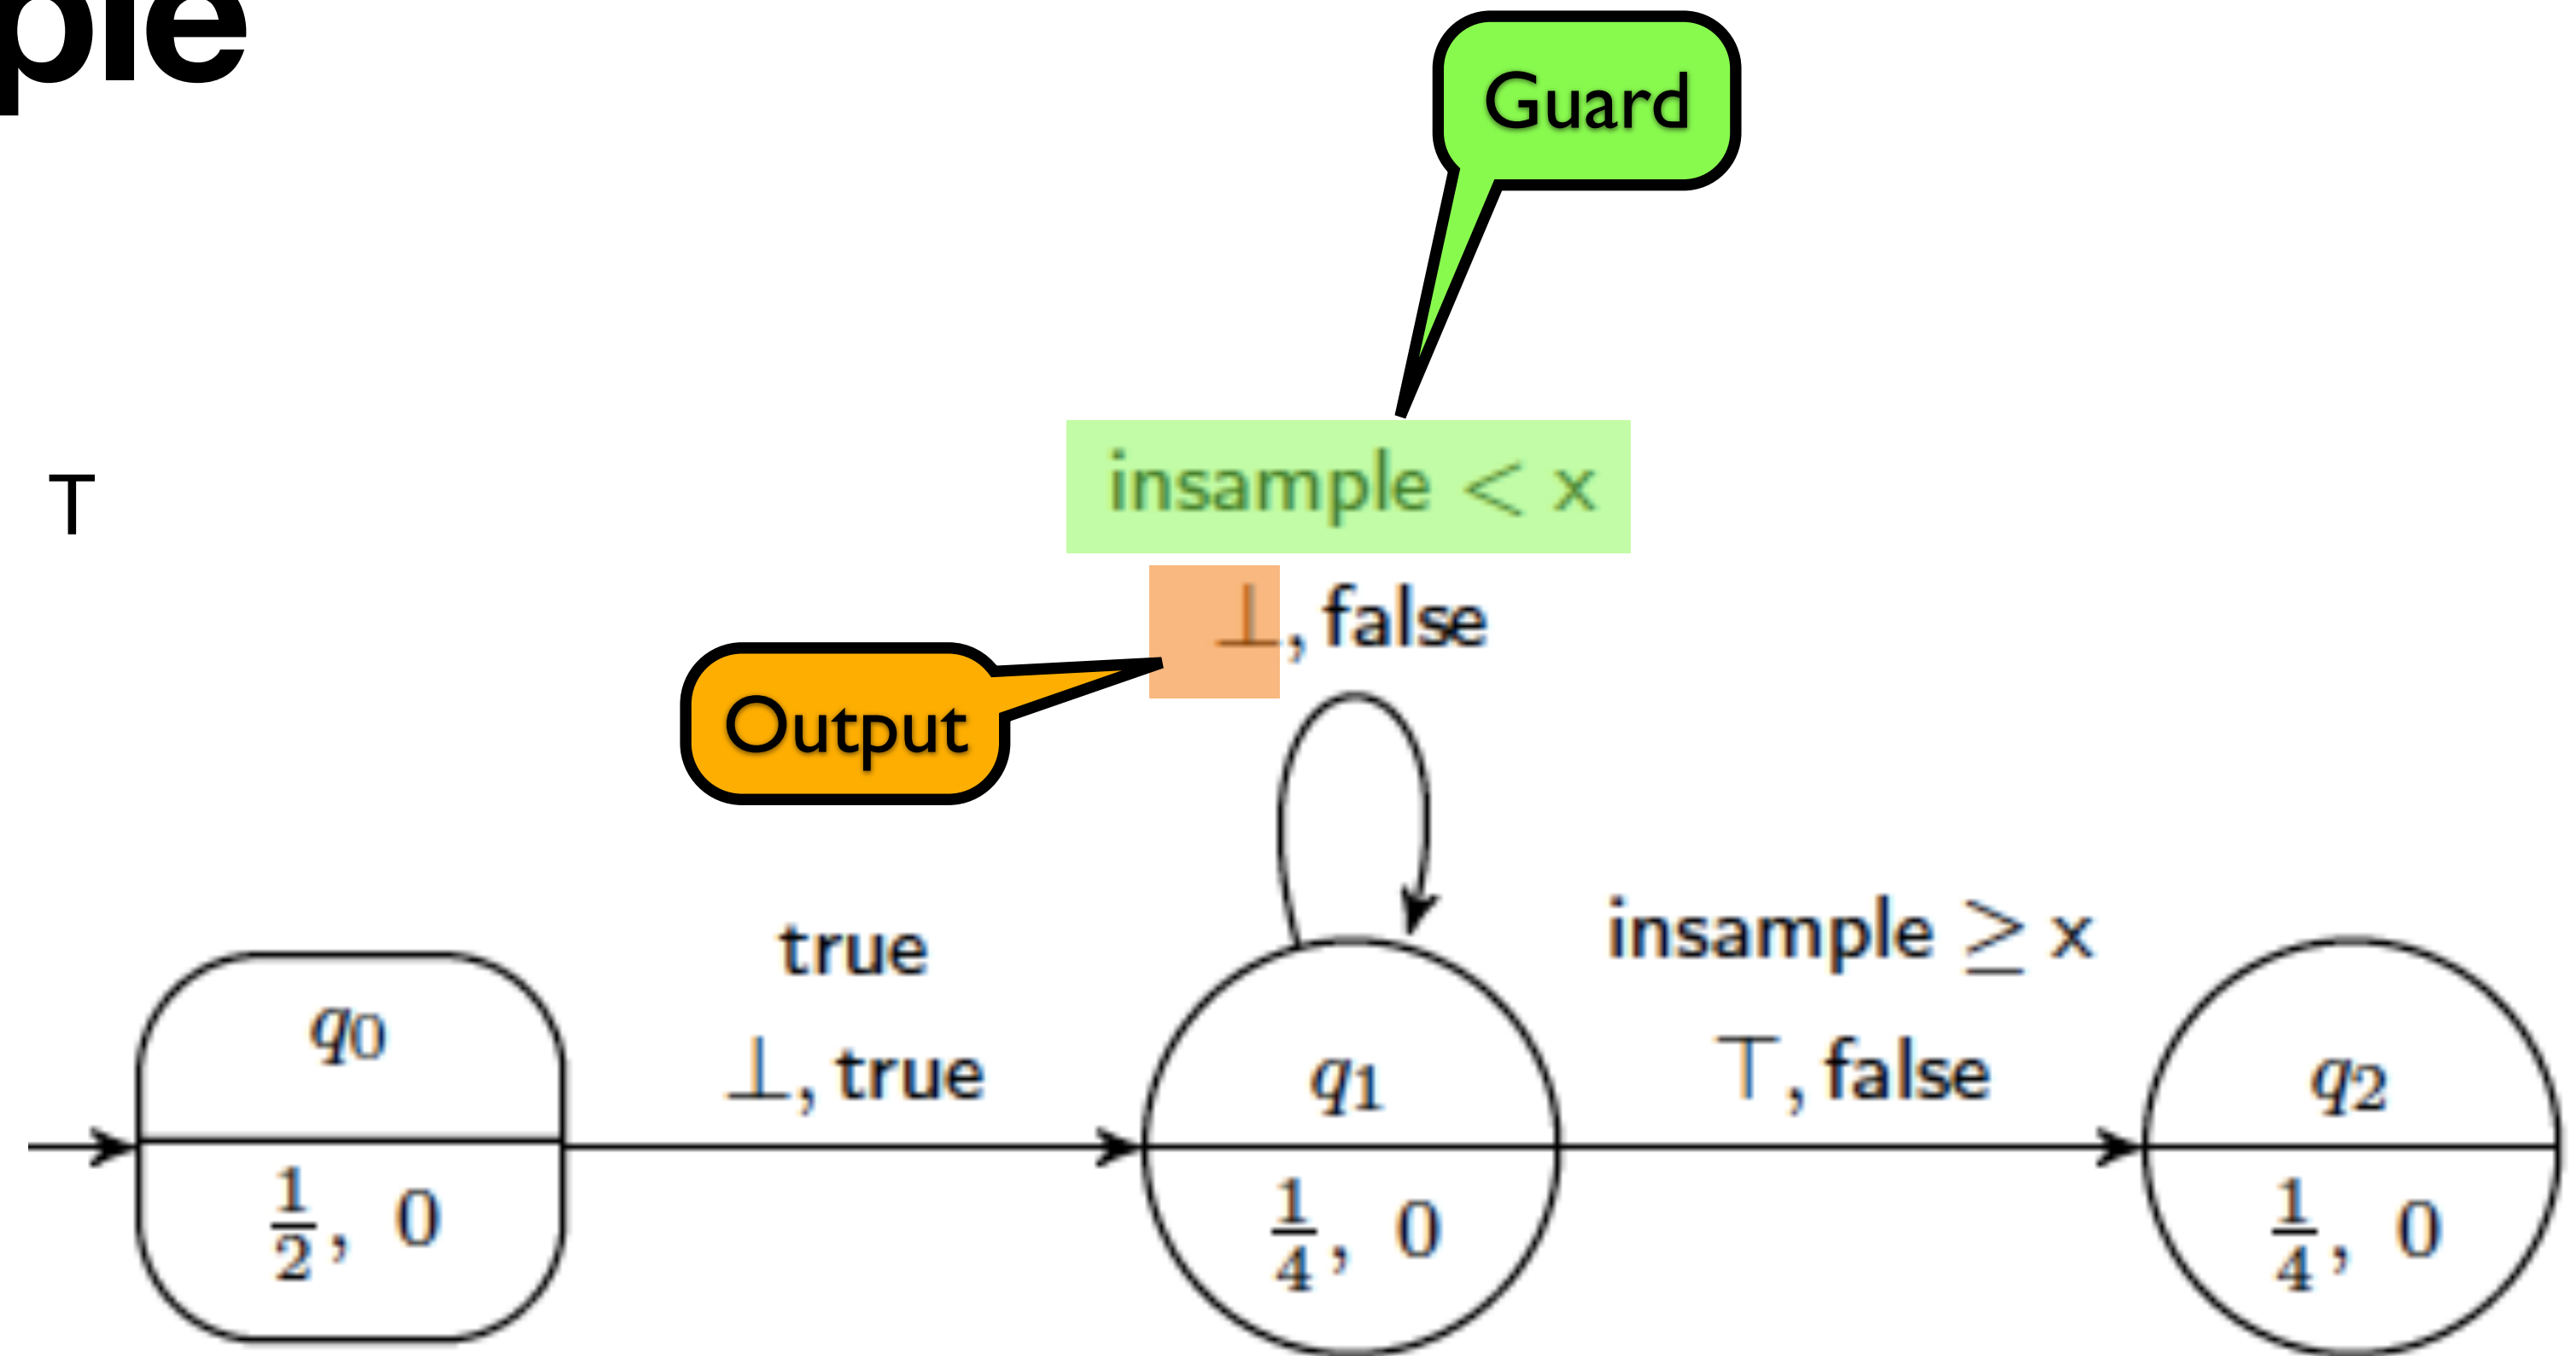 ple
Guard
T
insample < x
⊥, false
Output
true
⊥, true
insample ≥ x
⊤, false
q0
1/2, 0
q1
1/4, 0
q2
1/4, 0